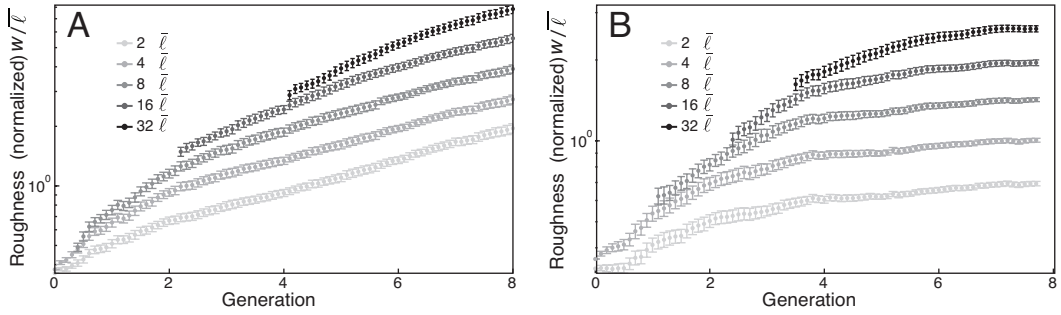 A
Roughness (normalized) w/ℓ̅
2 ℓ̅
4 ℓ̅
8 ℓ̅
16 ℓ̅
32 ℓ̅
10⁰
0 2 4 6 8
Generation
B
Roughness (normalized) w/ℓ̅
2 ℓ̅
4 ℓ̅
8 ℓ̅
16 ℓ̅
32 ℓ̅
10⁰
0 2 4 6 8
Generation